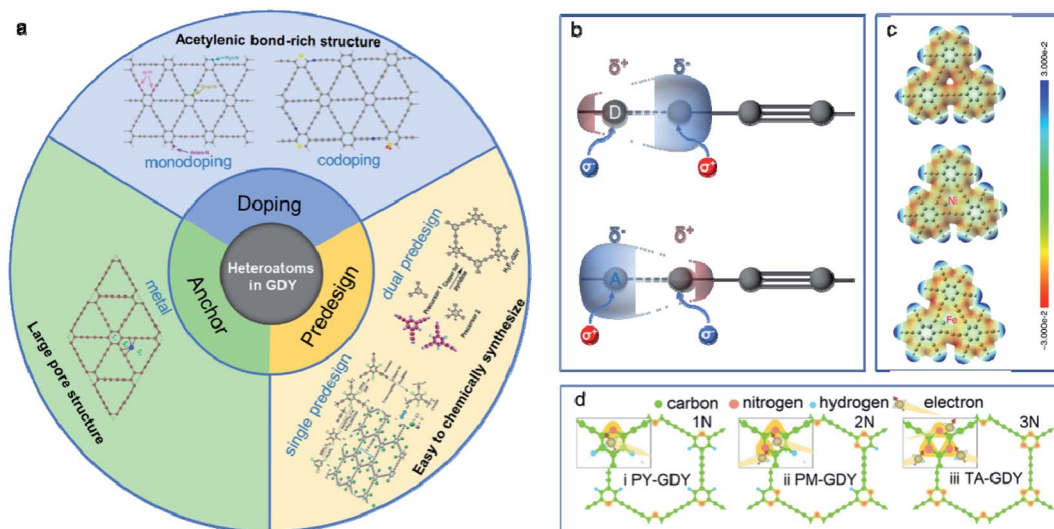 a
Acetylenic bond-rich structure
monodoping
codoping
Doping
Heteroatoms
in GDY
Anchor
Predesign
metal
Large pore structure
dual predesign
single predesign
Easy to chemically synthesize
Precursor 2
b
δ+
δ-
D
σ-
σ+
δ-
δ+
A
σ+
σ-
c
Ni
Fe
3.000e-2
-3.000e-2
d
carbon
nitrogen
hydrogen
electron
1N
2N
3N
i PY-GDY
ii PM-GDY
iii TA-GDY